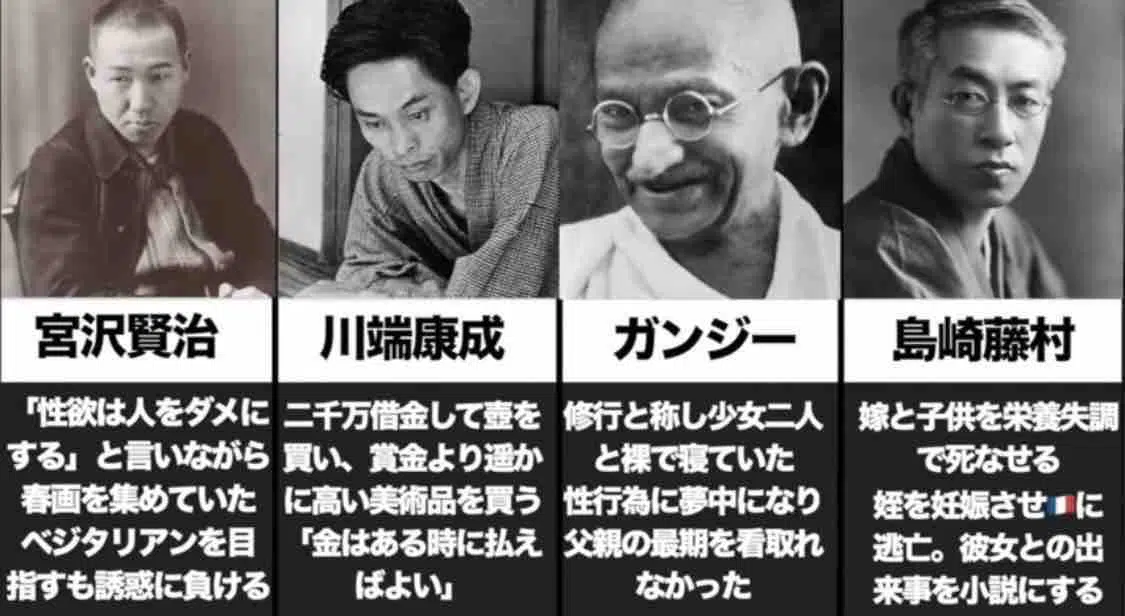 宮沢賢治
「性欲は人をダメに
する」と言いながら
春画を集めていた
ベジタリアンを目
指すも誘惑に負ける
川端康成
二千万借金して壺を
買い、賞金より遥か
に高い美術品を買う
「金はある時に払え
ばよい」
ガンジー
修行と称し少女二人
と裸で寝ていた
性行為に夢中になり
父親の最期を看取れ
なかった
島崎藤村
嫁と子供を栄養失調
で死なせる
姪を妊娠させ🇫🇷に
逃亡。彼女との出
来事を小説にする